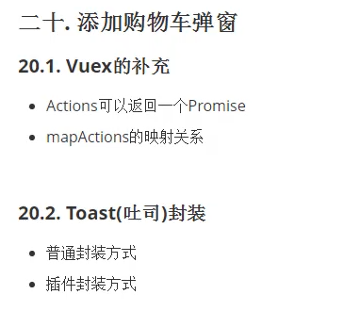 二十. 添加购物车弹窗
20.1. Vuex的补充
Actions可以返回一个Promise
mapActions的映射关系
20.2. Toast(吐司)封装
普通封装方式
插件封装方式